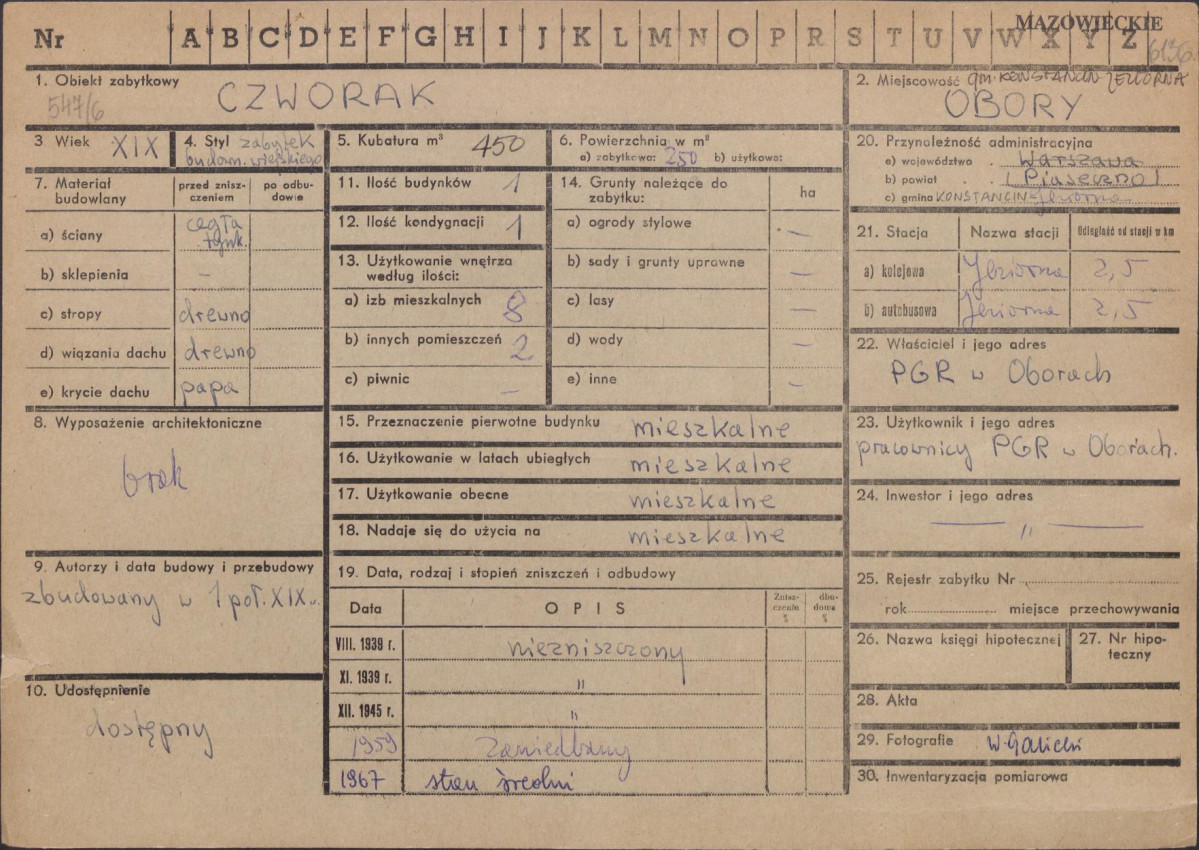 Nr A B C D E F G H I J K L M N O P R S T U V W X Y Z
MAZOWIECKIE
6136
1. Obiekt zabytkowy
547/6
CZWORAK
2. Miejscowość gm. KONSTANCIN-JEZIORNA
OBORY
3 Wiek XIX
4. Styl zabytek
budown. wiejskiego
5. Kubatura m³ 450
6. Powierzchnia w m²
a) zabytkowa: 250 b) użytkowa:
7. Materiał budowlany
przed zniszczeniem
po odbudowie
a) ściany cegła
tynk.
b) sklepienia –
c) stropy drewno
d) wiązania dachu drewno
e) krycie dachu papa
8. Wyposażenie architektoniczne
brak
9. Autorzy i data budowy i przebudowy
zbudowany w 1 poł. XIX w.
10. Udostępnienie
dostępny
11. Ilość budynków 1
12. Ilość kondygnacji 1
13. Użytkowanie wnętrza
według ilości:
a) izb mieszkalnych 8
b) innych pomieszczeń 2
c) piwnic –
14. Grunty należące do
zabytku:
ha
a) ogrody stylowe –
b) sady i grunty uprawne –
c) lasy –
d) wody –
e) inne –
15. Przeznaczenie pierwotne budynku mieszkalne
16. Użytkowanie w latach ubiegłych mieszkalne
17. Użytkowanie obecne mieszkalne
18. Nadaje się do użycia na mieszkalne
19. Data, rodzaj i stopień zniszczeń i odbudowy
Data
OPIS
Zniszczenie %
dbudowa %
VIII. 1939 r. niezniszczony
XI. 1939 r. "
XII. 1945 r. "
1959 Zaniedbany
1967 stan średni
20. Przynależność administracyjna
a) województwo Warszawa
b) powiat (Piaseczno)
c) gmina KONSTANCIN-Jeziorna
21. Stacja
Nazwa stacji
Odległość od stacji w km
a) kolejowa Jeziorna 2,5
b) autobusowa Jeziorna 2,5
22. Właściciel i jego adres
PGR w Oborach
23. Użytkownik i jego adres
pracownicy PGR w Oborach.
24. Inwestor i jego adres
— " —
25. Rejestr zabytku Nr
rok miejsce przechowywania
26. Nazwa księgi hipotecznej
27. Nr hipoteczny
28. Akta
29. Fotografie W. Galicki
30. Inwentaryzacja pomiarowa